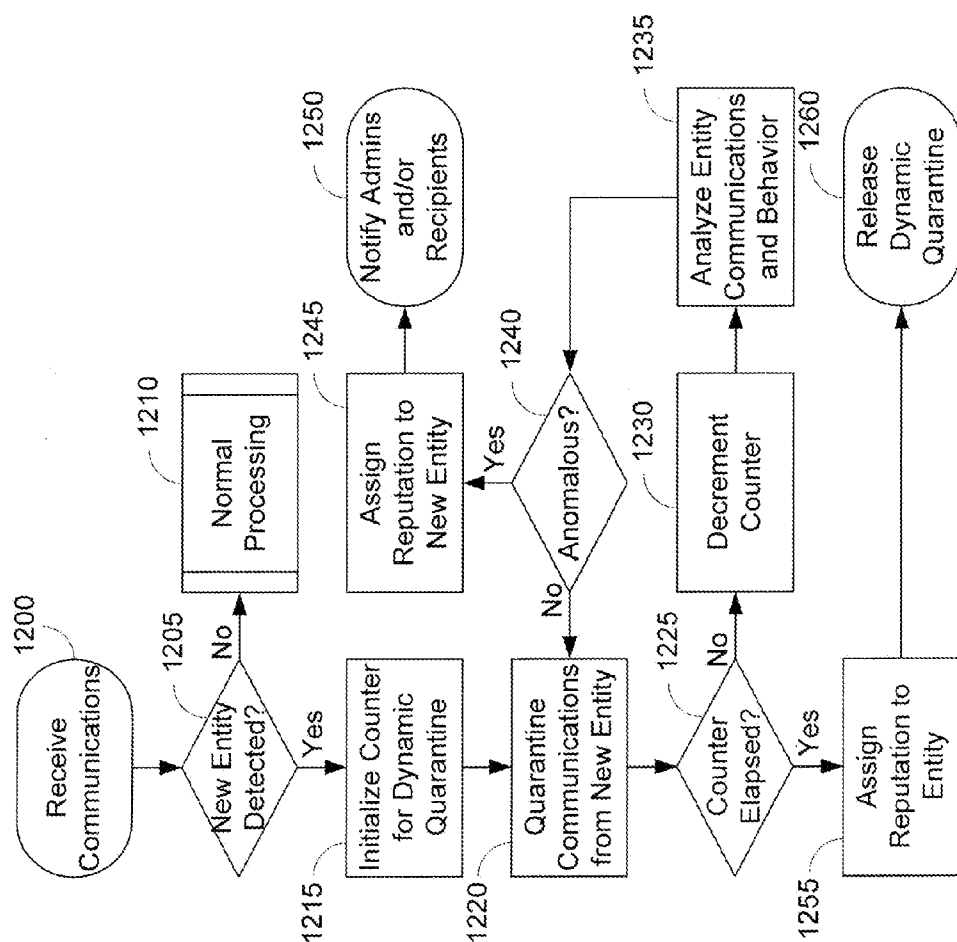 1200
Receive
Communications
1205
New Entity
Detected?
No
Yes
1210
Normal
Processing
1215
Initialize Counter
for Dynamic
Quarantine
1220
Quarantine
Communications
from New Entity
1225
Counter
Elapsed?
No
Yes
1230
Decrement
Counter
1235
Analyze Entity
Communications
and Behavior
1240
Anomalous?
No
Yes
1245
Assign
Reputation to
New Entity
1250
Notify Admins
and/or
Recipients
1255
Assign
Reputation to
Entity
1260
Release
Dynamic
Quarantine